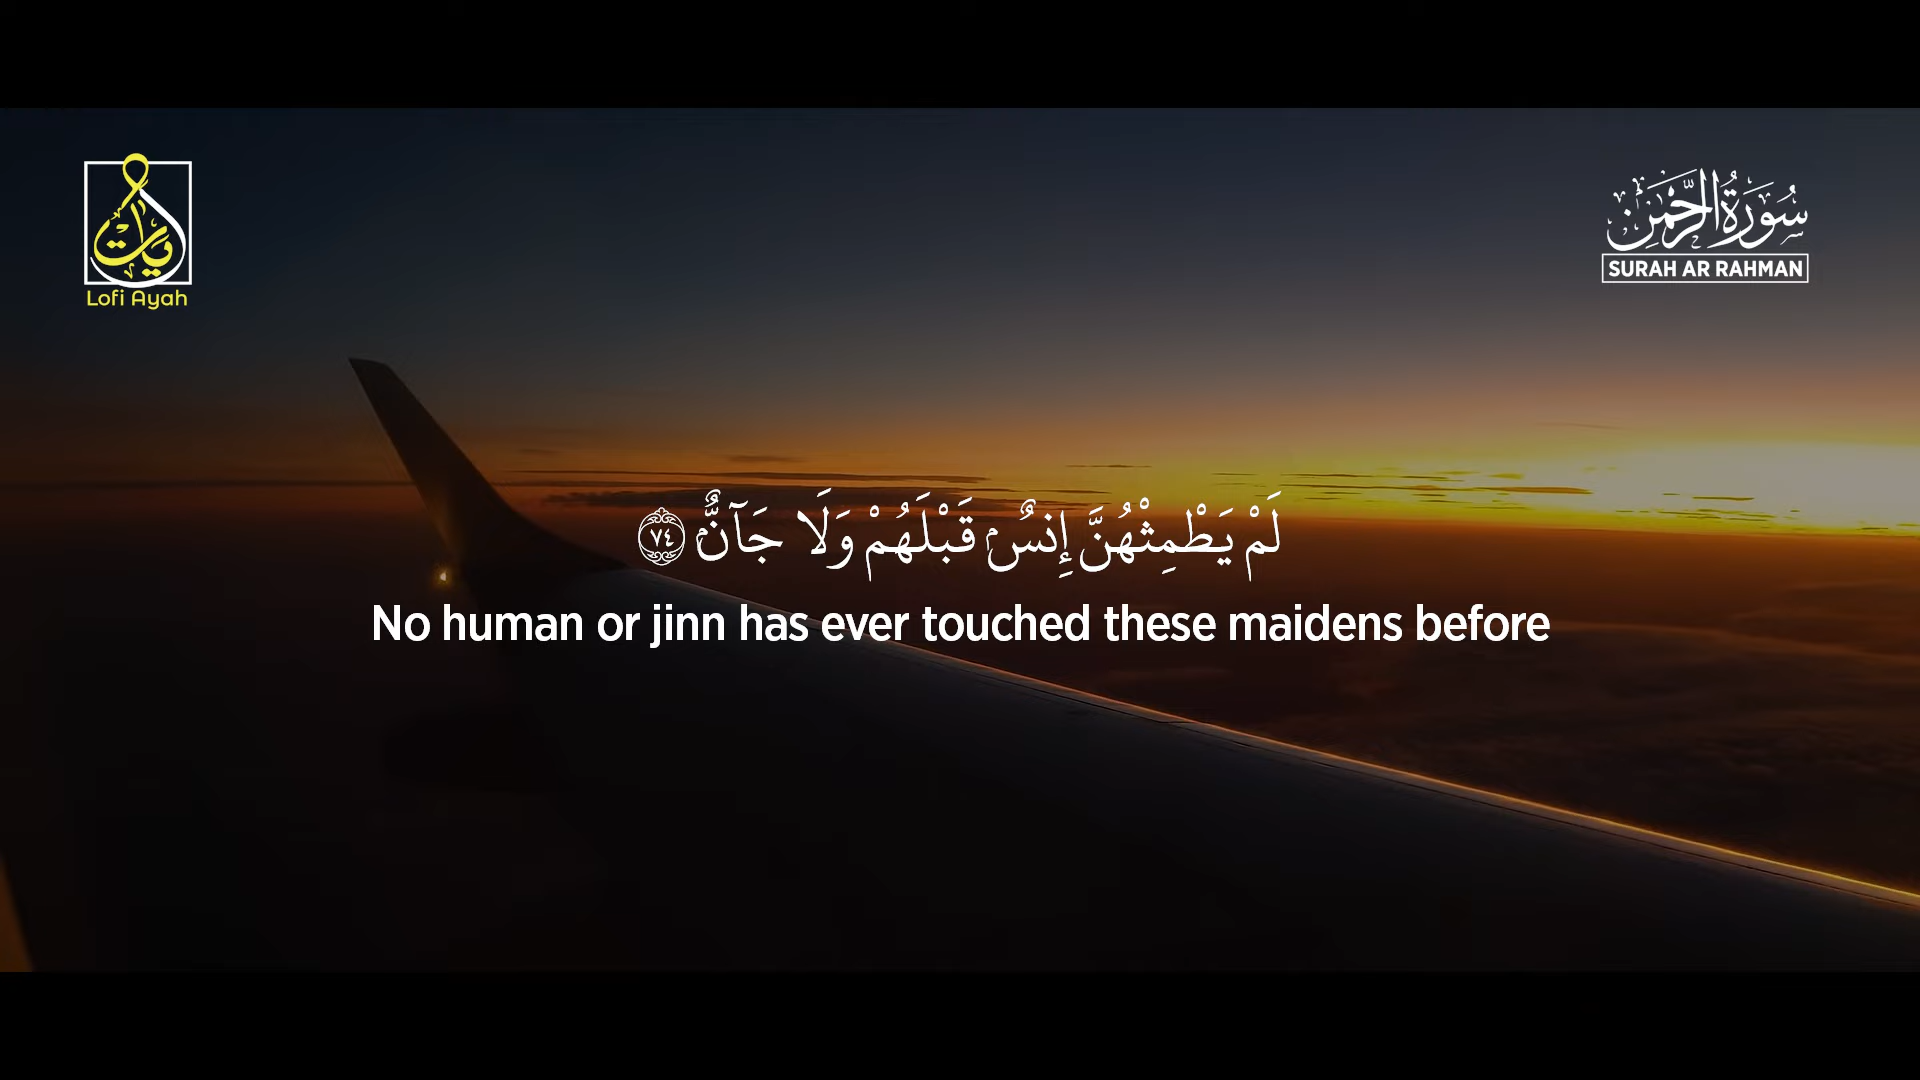 آيات
Lofi Ayah
سُورَةُ الرَّحْمَٰن
SURAH AR RAHMAN
لَمْ يَطْمِثْهُنَّ إِنسٌۭ قَبْلَهُمْ وَلَا جَآنٌّۭ ٧٤
No human or jinn has ever touched these maidens before